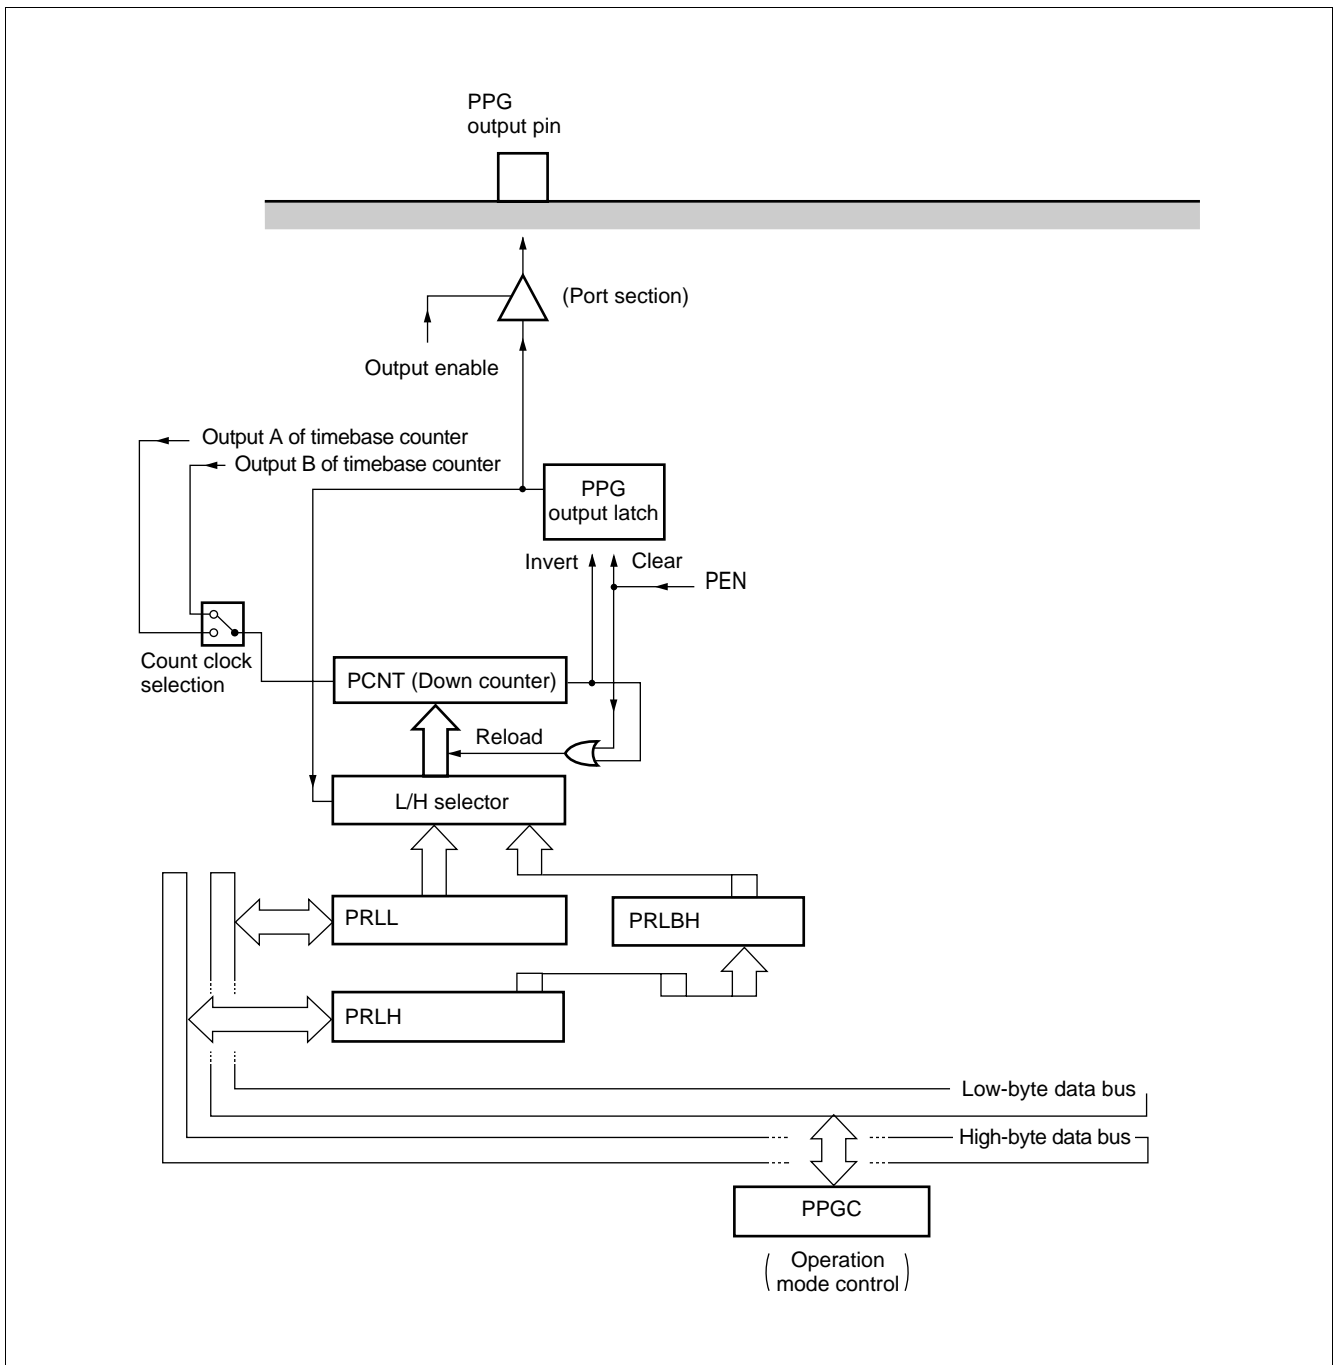 PPG
output pin
(Port section)
Output enable
Output A of timebase counter
Output B of timebase counter
PPG
output latch
Invert
Clear
PEN
Count clock
selection
PCNT (Down counter)
Reload
L/H selector
PRLL
PRLBH
PRLH
Low-byte data bus
High-byte data bus
PPGC
(Operation
mode control)